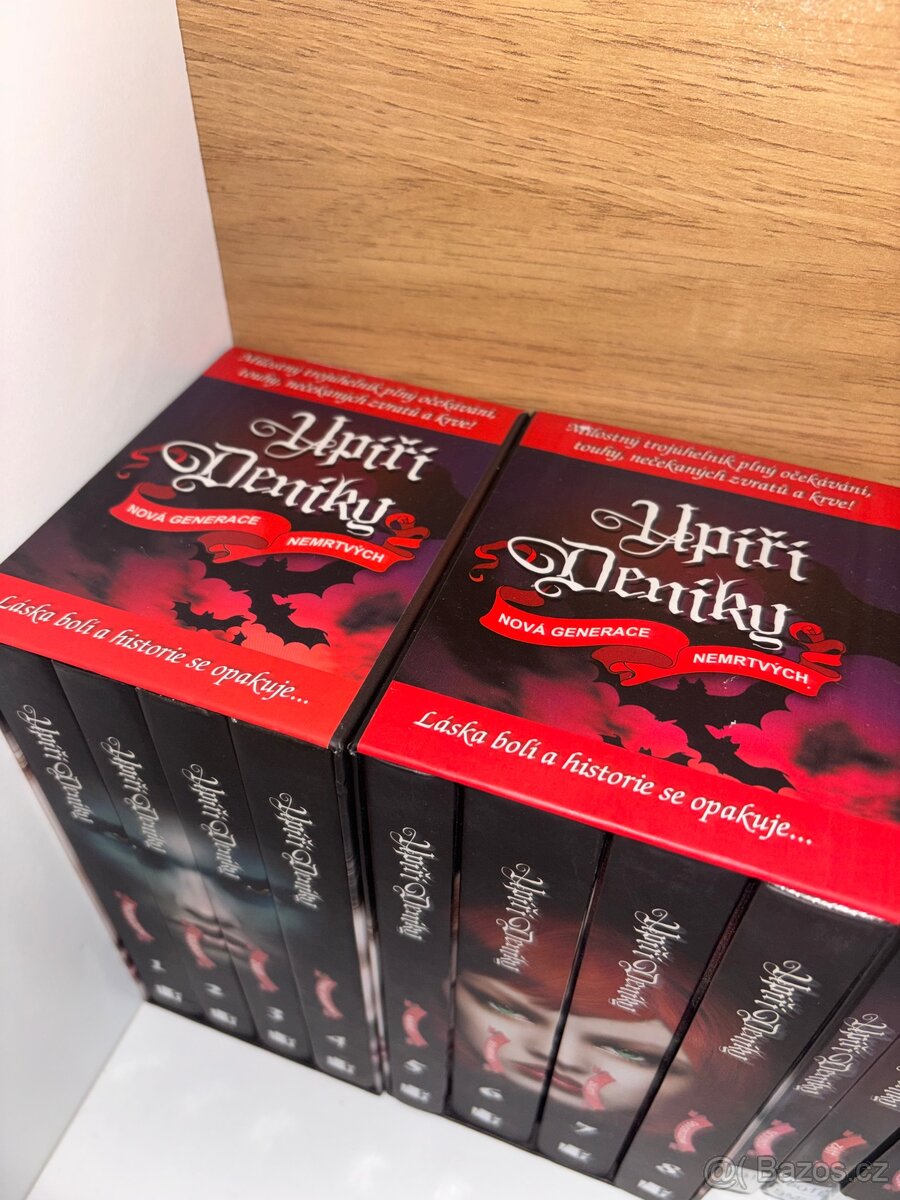 Milostný trojúhelník plný očekávání,
touhy, nečekaných zvratů a krve!
Upíří
Deníky
NOVÁ GENERACE
NEMRTVÝCH
Láska bolí a historie se opakuje...
Milostný trojúhelník plný očekávání,
touhy, nečekaných zvratů a krve!
Upíří
Deníky
NOVÁ GENERACE
NEMRTVÝCH
Láska bolí a historie se opakuje...
Upíří Deníky
1
Upíří Deníky
2
Upíří Deníky
3
Upíří Deníky
4
Upíří Deníky
5
Upíří Deníky
6
Upíří Deníky
7
Upíří Deníky
8
Upíří Deníky
Bazos.cz